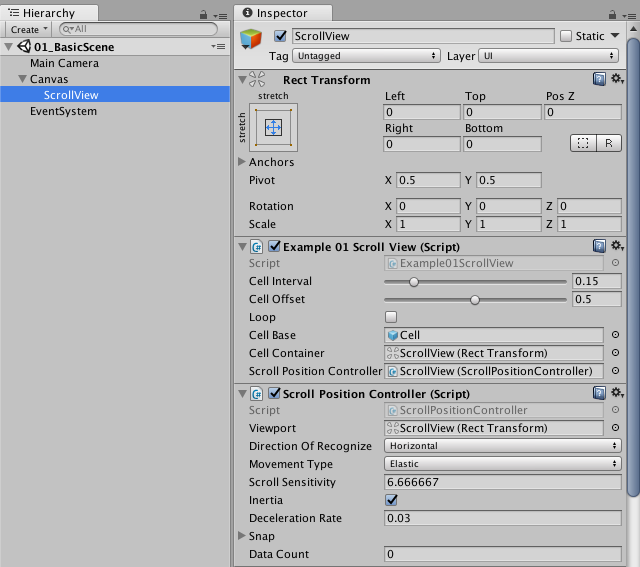 Hierarchy
Create
All
01_BasicScene
Main Camera
Canvas
ScrollView
EventSystem
Inspector
ScrollView
Static
Tag Untagged Layer UI
Rect Transform
stretch
stretch
Left Top Pos Z
0 0 0
Right Bottom
0 0
R
Anchors
Pivot X 0.5 Y 0.5
Rotation X 0 Y 0 Z 0
Scale X 1 Y 1 Z 1
Example 01 Scroll View (Script)
Script Example01ScrollView
Cell Interval 0.15
Cell Offset 0.5
Loop
Cell Base Cell
Cell Container ScrollView (Rect Transform)
Scroll Position Controller ScrollView (ScrollPositionController)
Scroll Position Controller (Script)
Script ScrollPositionController
Viewport ScrollView (Rect Transform)
Direction Of Recognize Horizontal
Movement Type Elastic
Scroll Sensitivity 6.666667
Inertia
Deceleration Rate 0.03
Snap
Data Count 0